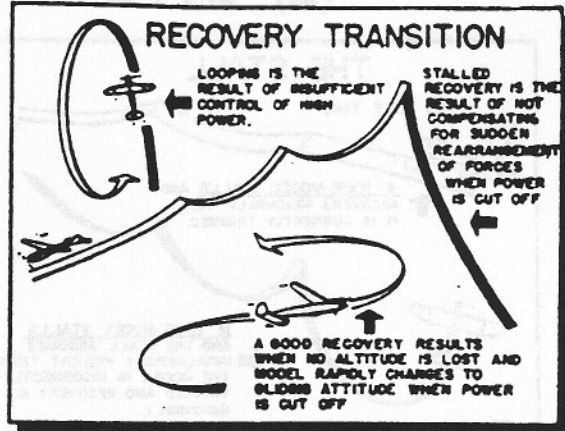 RECOVERY TRANSITION
LOOPING IS THE
RESULT OF INSUFFICIENT
CONTROL OF HIGH
POWER.
STALLED
RECOVERY IS THE
RESULT OF NOT
COMPENSATING
FOR SUDDEN
REARRANGEMENT
OF FORCES
WHEN POWER
IS CUT OFF
A GOOD RECOVERY RESULTS
WHEN NO ALTITUDE IS LOST AND
MODEL RAPIDLY CHANGES TO
GLIDING ATTITUDE WHEN POWER
IS CUT OFF